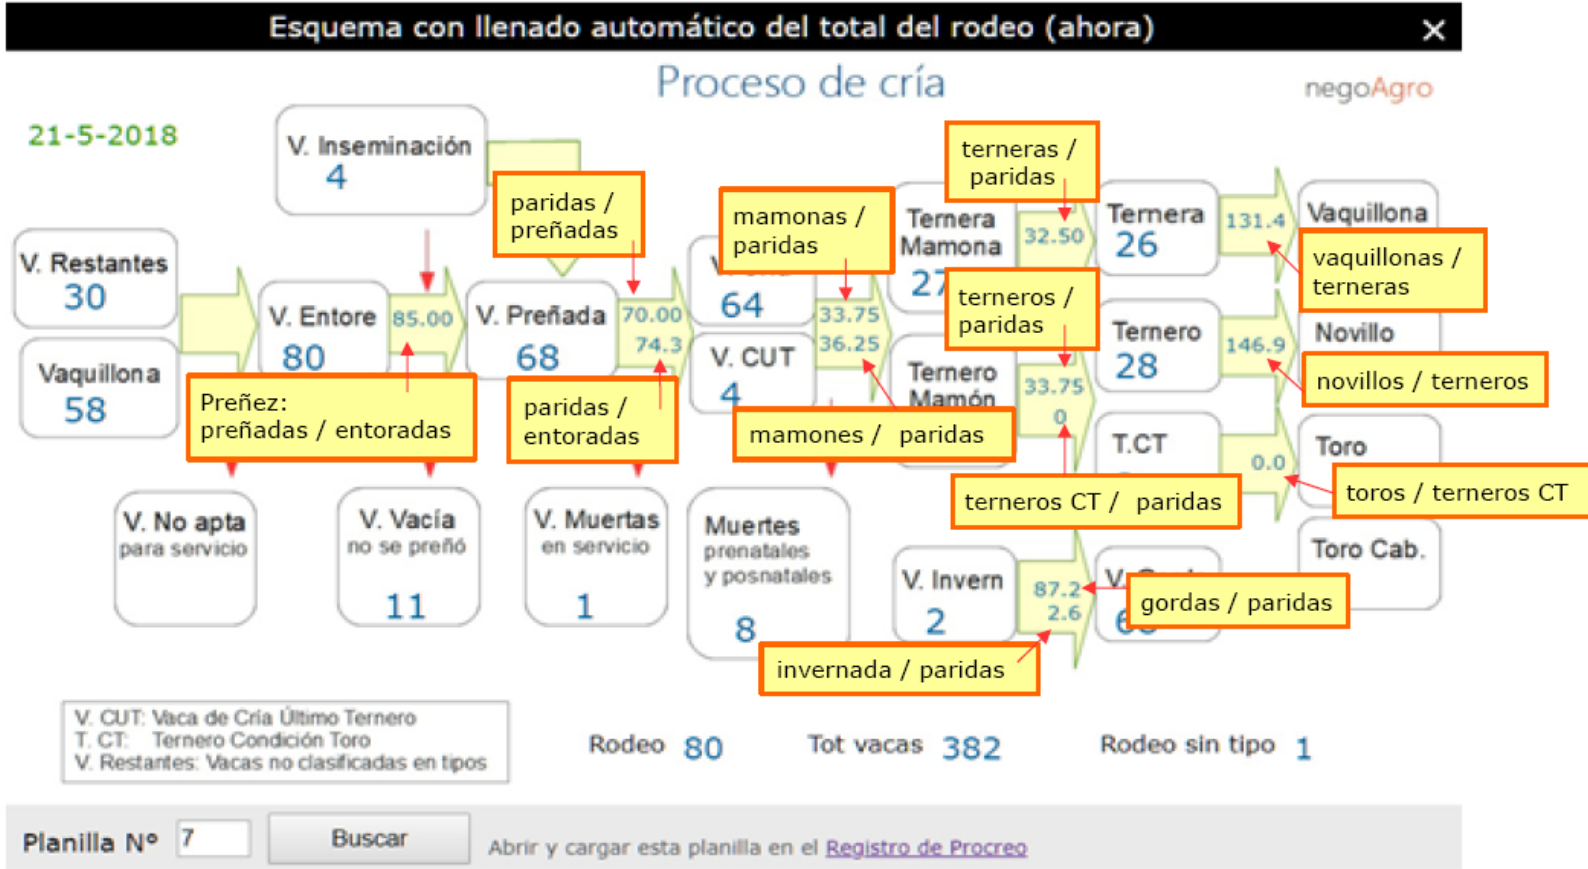 Esquema con llenado automático del total del rodeo (ahora)
Proceso de cría
negoAgro
21-5-2018
V. Inseminación
4
V. Restantes
30
Vaquillona
58
V. Entore
80
85.00
Preñez:
preñadas / entoradas
V. Preñada
68
paridas /
preñadas
70.00
74.3
paridas /
entoradas
64
V. CUT
4
mamonas /
paridas
33.75
36.25
mamones / paridas
Ternera
Mamona
27
Ternero
Mamón
terneras /
paridas
32.50
terneros /
paridas
33.75
0
terneros CT / paridas
Ternera
26
Ternero
28
T.CT
131.4
vaquillonas /
terneras
146.9
novillos / terneros
0.0
toros / terneros CT
Vaquillona
Novillo
Toro
Toro Cab.
V. No apta
para servicio
V. Vacía
no se preñó
11
V. Muertas
en servicio
1
Muertes
prenatales
y posnatales
8
V. Invern
2
87.2
2.6
gordas / paridas
invernada / paridas
V. CUT: Vaca de Cría Último Ternero
T. CT: Ternero Condición Toro
V. Restantes: Vacas no clasificadas en tipos
Rodeo 80
Tot vacas 382
Rodeo sin tipo 1
Planilla Nº 7
Buscar
Abrir y cargar esta planilla en el Registro de Procreo